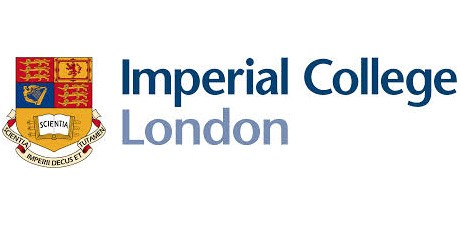 Imperial College
London
SCIENTIA
SCIENTIA IMPERII DECUS ET TUTAMEN